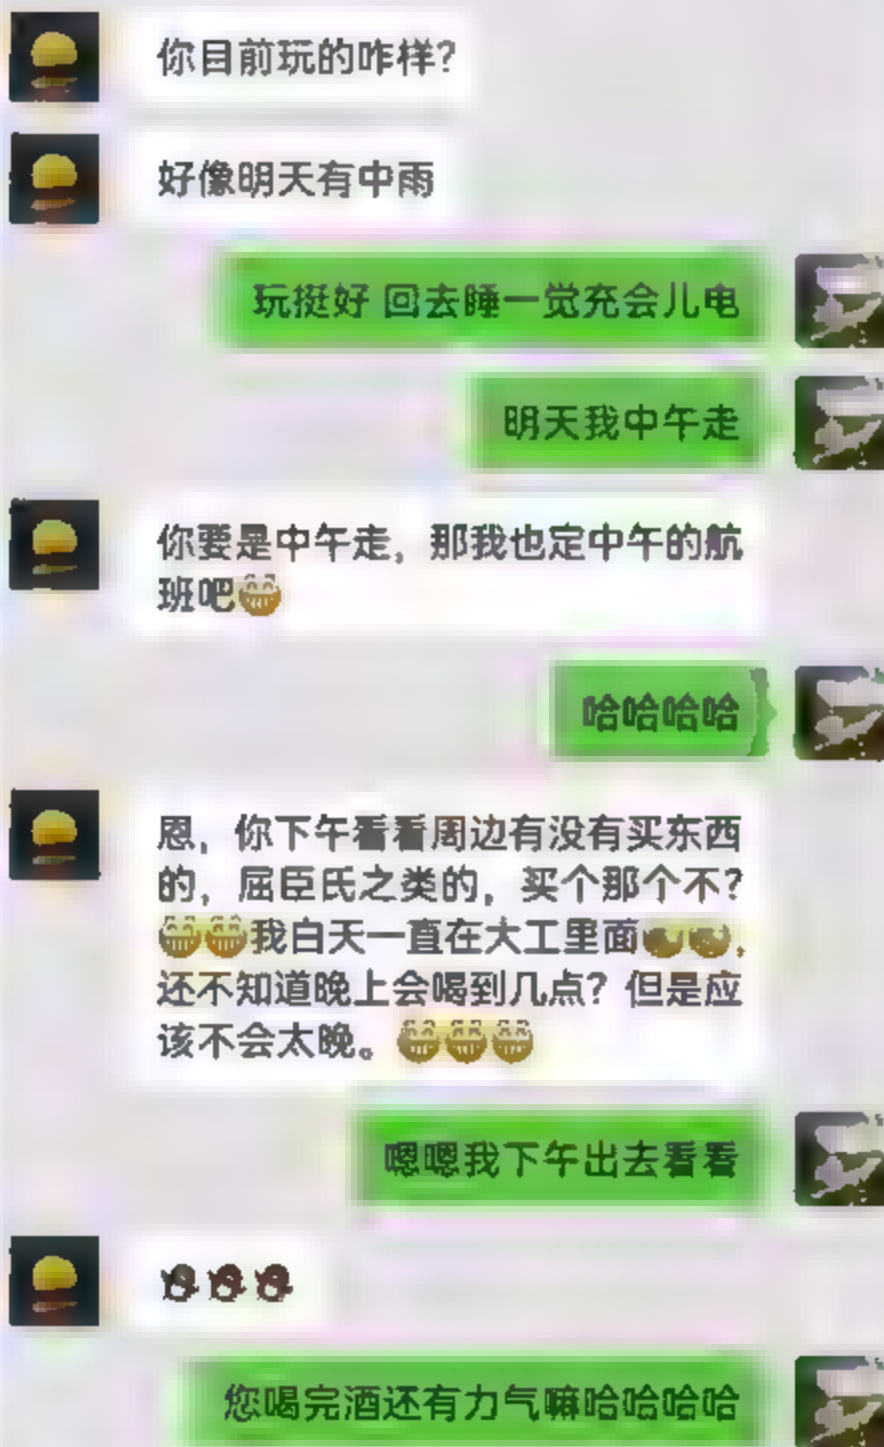 你目前玩的咋样?
好像明天有中雨
玩挺好 回去睡一觉充会儿电
明天我中午走
你要是中午走，那我也定中午的航
班吧
哈哈哈哈
恩，你下午看看周边有没有买东西
的，屈臣氏之类的，买个那个不?
我白天一直在大工里面，
还不知道晚上会喝到几点? 但是应
该不会太晚。
嗯嗯我下午出去看看
您喝完酒还有力气嘛哈哈哈哈